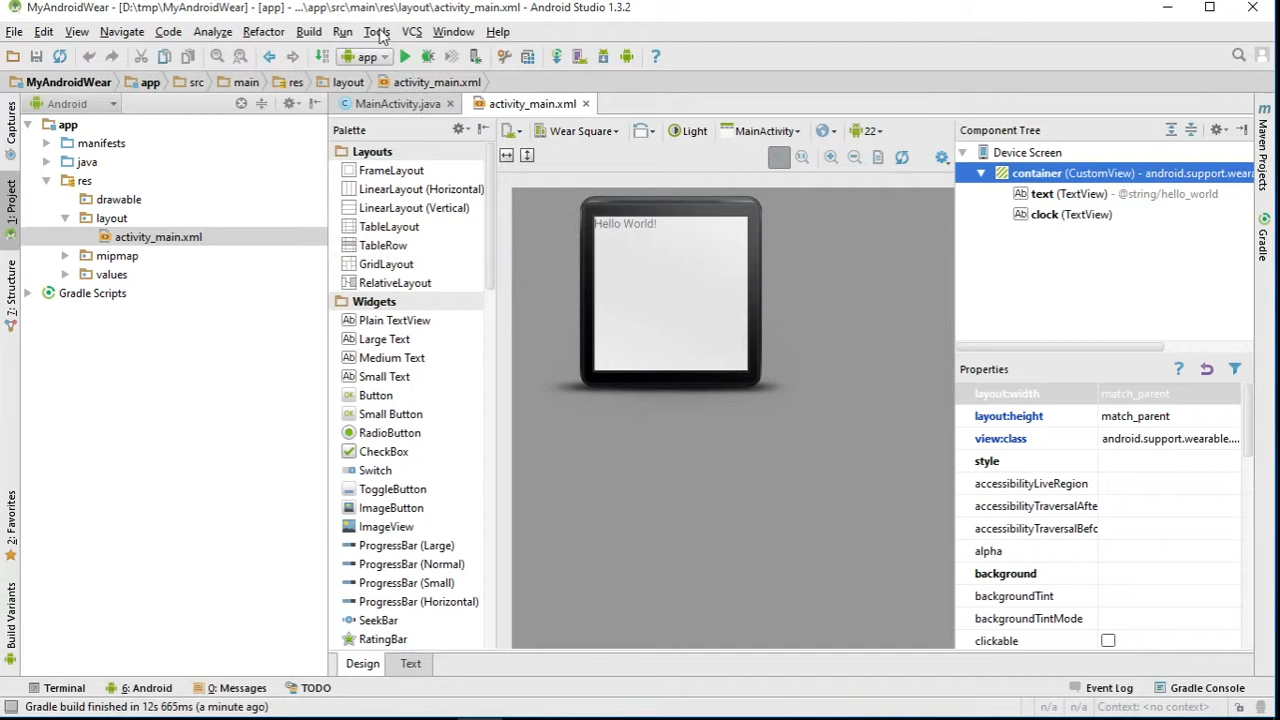 MyAndroidWear - [D:\tmp\MyAndroidWear] - [app] - ...\app\src\main\res\layout\activity_main.xml - Android Studio 1.3.2
File Edit View Navigate Code Analyze Refactor Build Run Tools VCS Window Help
app
MyAndroidWear app src main res layout activity_main.xml
Android MainActivity.java activity_main.xml
Captures
1: Project
7: Structure
2: Favorites
Build Variants
app
manifests
java
res
drawable
layout
activity_main.xml
mipmap
values
Gradle Scripts
Palette
Layouts
FrameLayout
LinearLayout (Horizontal)
LinearLayout (Vertical)
TableLayout
TableRow
GridLayout
RelativeLayout
Widgets
Plain TextView
Large Text
Medium Text
Small Text
Button
Small Button
RadioButton
CheckBox
Switch
ToggleButton
ImageButton
ImageView
ProgressBar (Large)
ProgressBar (Normal)
ProgressBar (Small)
ProgressBar (Horizontal)
SeekBar
RatingBar
Wear Square Light MainActivity 22
Hello World!
Component Tree
Device Screen
container (CustomView) - android.support.weara
text (TextView) - @string/hello_world
clock (TextView)
Properties
layout:width match_parent
layout:height match_parent
view:class android.support.wearable....
style
accessibilityLiveRegion
accessibilityTraversalAfte
accessibilityTraversalBefo
alpha
background
backgroundTint
backgroundTintMode
clickable
Maven Projects
Gradle
Design Text
Terminal 6: Android 0: Messages TODO Event Log Gradle Console
Gradle build finished in 12s 665ms (a minute ago) n/a n/a Context: <no context>